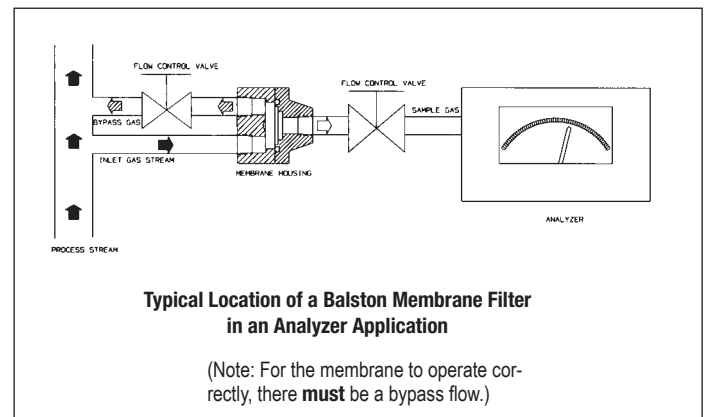 FLOW CONTROL VALVE
FLOW CONTROL VALVE
SAMPLE GAS
BYPASS GAS
INLET GAS STREAM
MEMBRANE HOUSING
ANALYZER
PROCESS STREAM
Typical Location of a Balston Membrane Filter
in an Analyzer Application
(Note: For the membrane to operate cor-
rectly, there must be a bypass flow.)